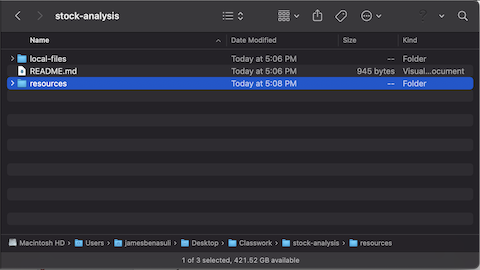 stock-analysis
Name Date Modified Size Kind
local-files Today at 5:06 PM -- Folder
README.md Today at 5:06 PM 945 bytes Visual...ocument
resources Today at 5:08 PM -- Folder
Macintosh HD › Users › jamesbenasuli › Desktop › Classwork › stock-analysis › resources
1 of 3 selected, 421.52 GB available